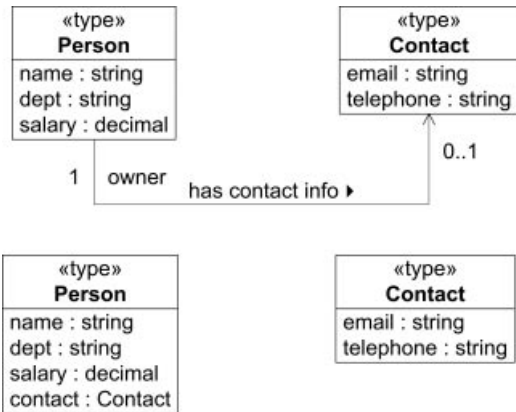 «type»
Person
name : string
dept : string
salary : decimal
«type»
Contact
email : string
telephone : string
1 owner
has contact info ▸
0..1
«type»
Person
name : string
dept : string
salary : decimal
contact : Contact
«type»
Contact
email : string
telephone : string